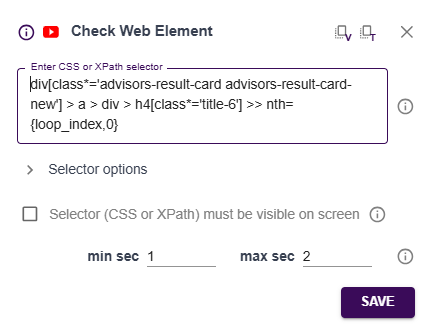 Check Web Element
V
T
Enter CSS or XPath selector
div[class*='advisors-result-card advisors-result-card-
new'] > a > div > h4[class*='title-6'] >> nth=
{loop_index,0}
Selector options
Selector (CSS or XPath) must be visible on screen
min sec 1 max sec 2
SAVE